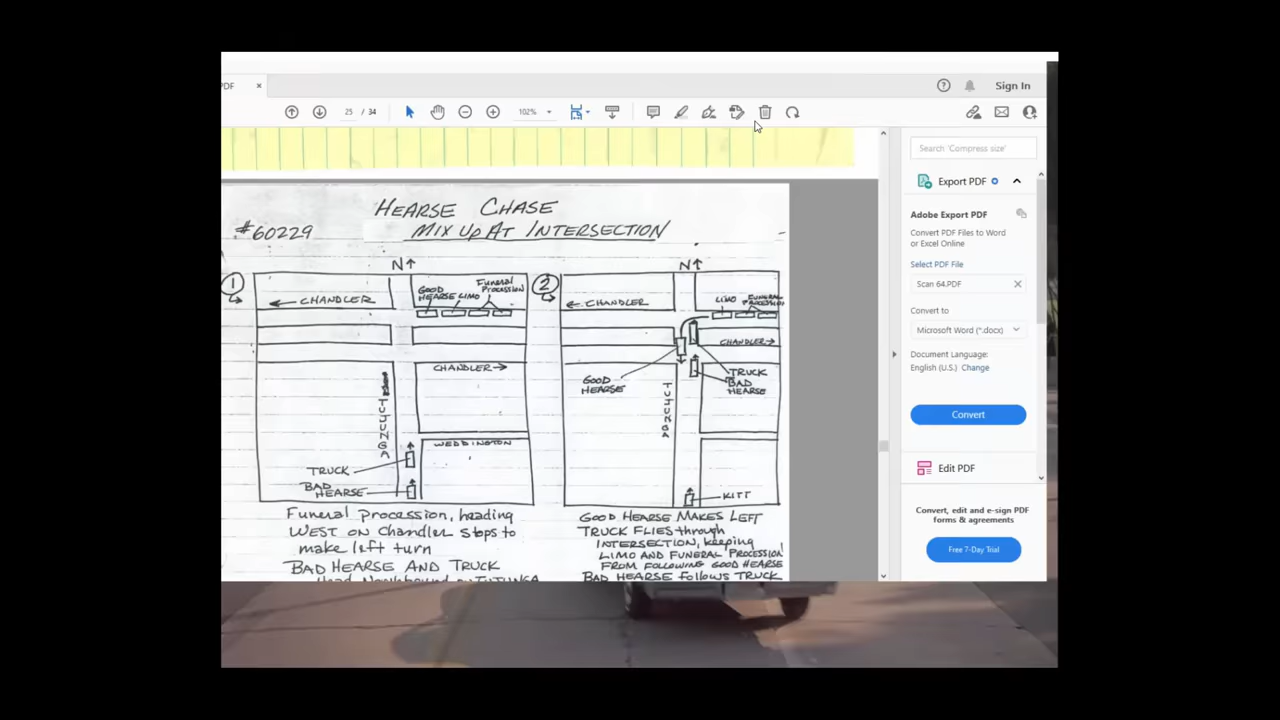 PDF ×
Sign In
25 / 34
102%
Search 'Compress size'
Export PDF
Adobe Export PDF
Convert PDF Files to Word
or Excel Online
Select PDF File
Scan 64.PDF
Convert to
Microsoft Word (*.docx)
Document Language:
English (U.S.) Change
Convert
Edit PDF
Convert, edit and e-sign PDF
forms & agreements
Free 7-Day Trial
HEARSE CHASE
#60229 MIX UP AT INTERSECTION
1
N↑
← CHANDLER
GOOD HEARSE
LIMO
Funeral Procession
CHANDLER →
TUJUNGA
WEDDINGTON
TRUCK
BAD HEARSE
Funeral procession, heading
WEST ON Chandler stops to
make left turn
BAD HEARSE AND TRUCK
Head Northbound on TUJUNGA
2
N↑
← CHANDLER
LIMO
FUNERAL PROCESSION
CHANDLER→
GOOD HEARSE
TRUCK
BAD HEARSE
TUJUNGA
KITT
GOOD HEARSE MAKES LEFT
TRUCK FLIES through
INTERSECTION, keeping
LIMO AND FUNERAL PROCESSION
FROM FOLLOWING GOOD HEARSE
BAD HEARSE follows TRUCK